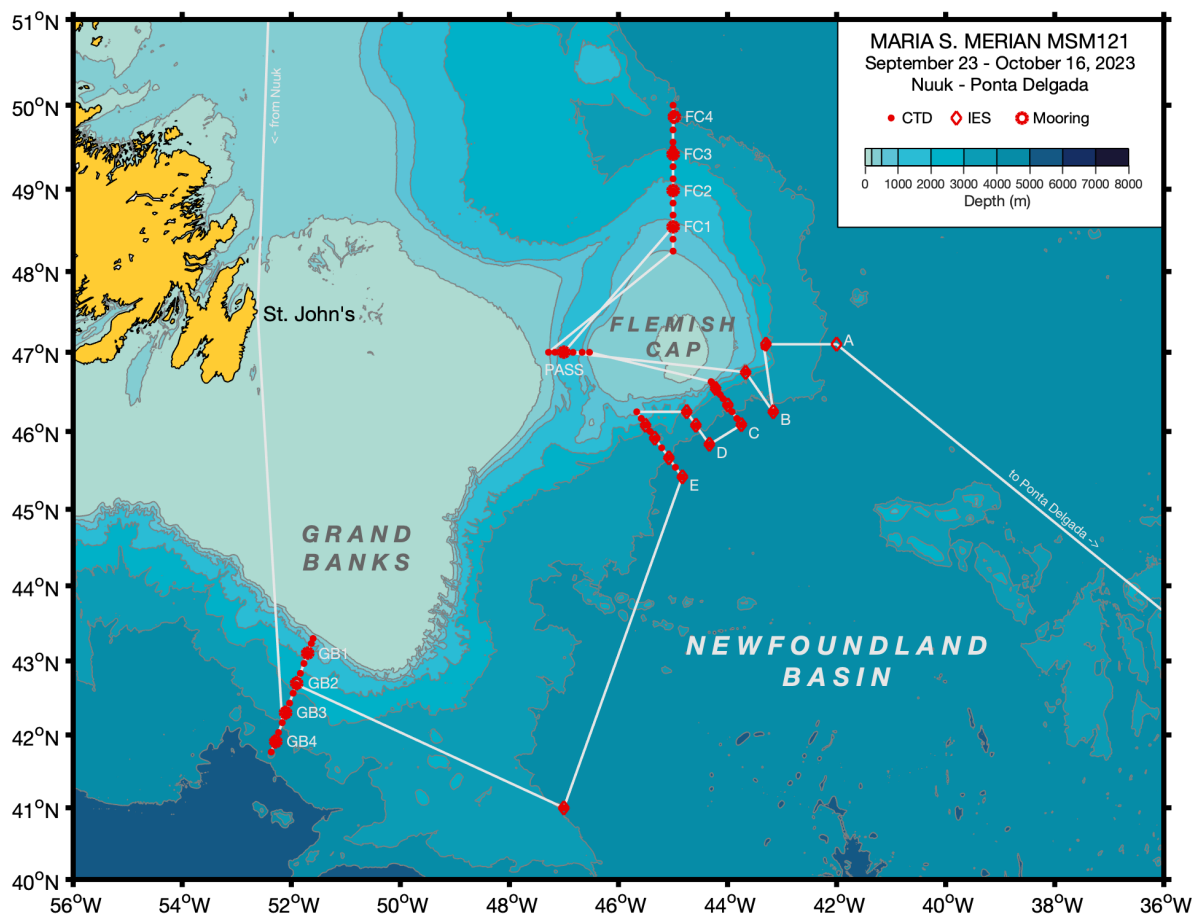 MARIA S. MERIAN MSM121
September 23 - October 16, 2023
Nuuk - Ponta Delgada
CTD IES Mooring
0 1000 2000 3000 4000 5000 6000 7000 8000
Depth (m)
51°N
50°N
49°N
48°N
47°N
46°N
45°N
44°N
43°N
42°N
41°N
40°N
<- from Nuuk
FC4
FC3
FC2
FC1
St. John's
FLEMISH
CAP
PASS
A
B
C
D
E
to Ponta Delgada ->
GRAND
BANKS
NEWFOUNDLAND
BASIN
GB1
GB2
GB3
GB4
56°W 54°W 52°W 50°W 48°W 46°W 44°W 42°W 40°W 38°W 36°W